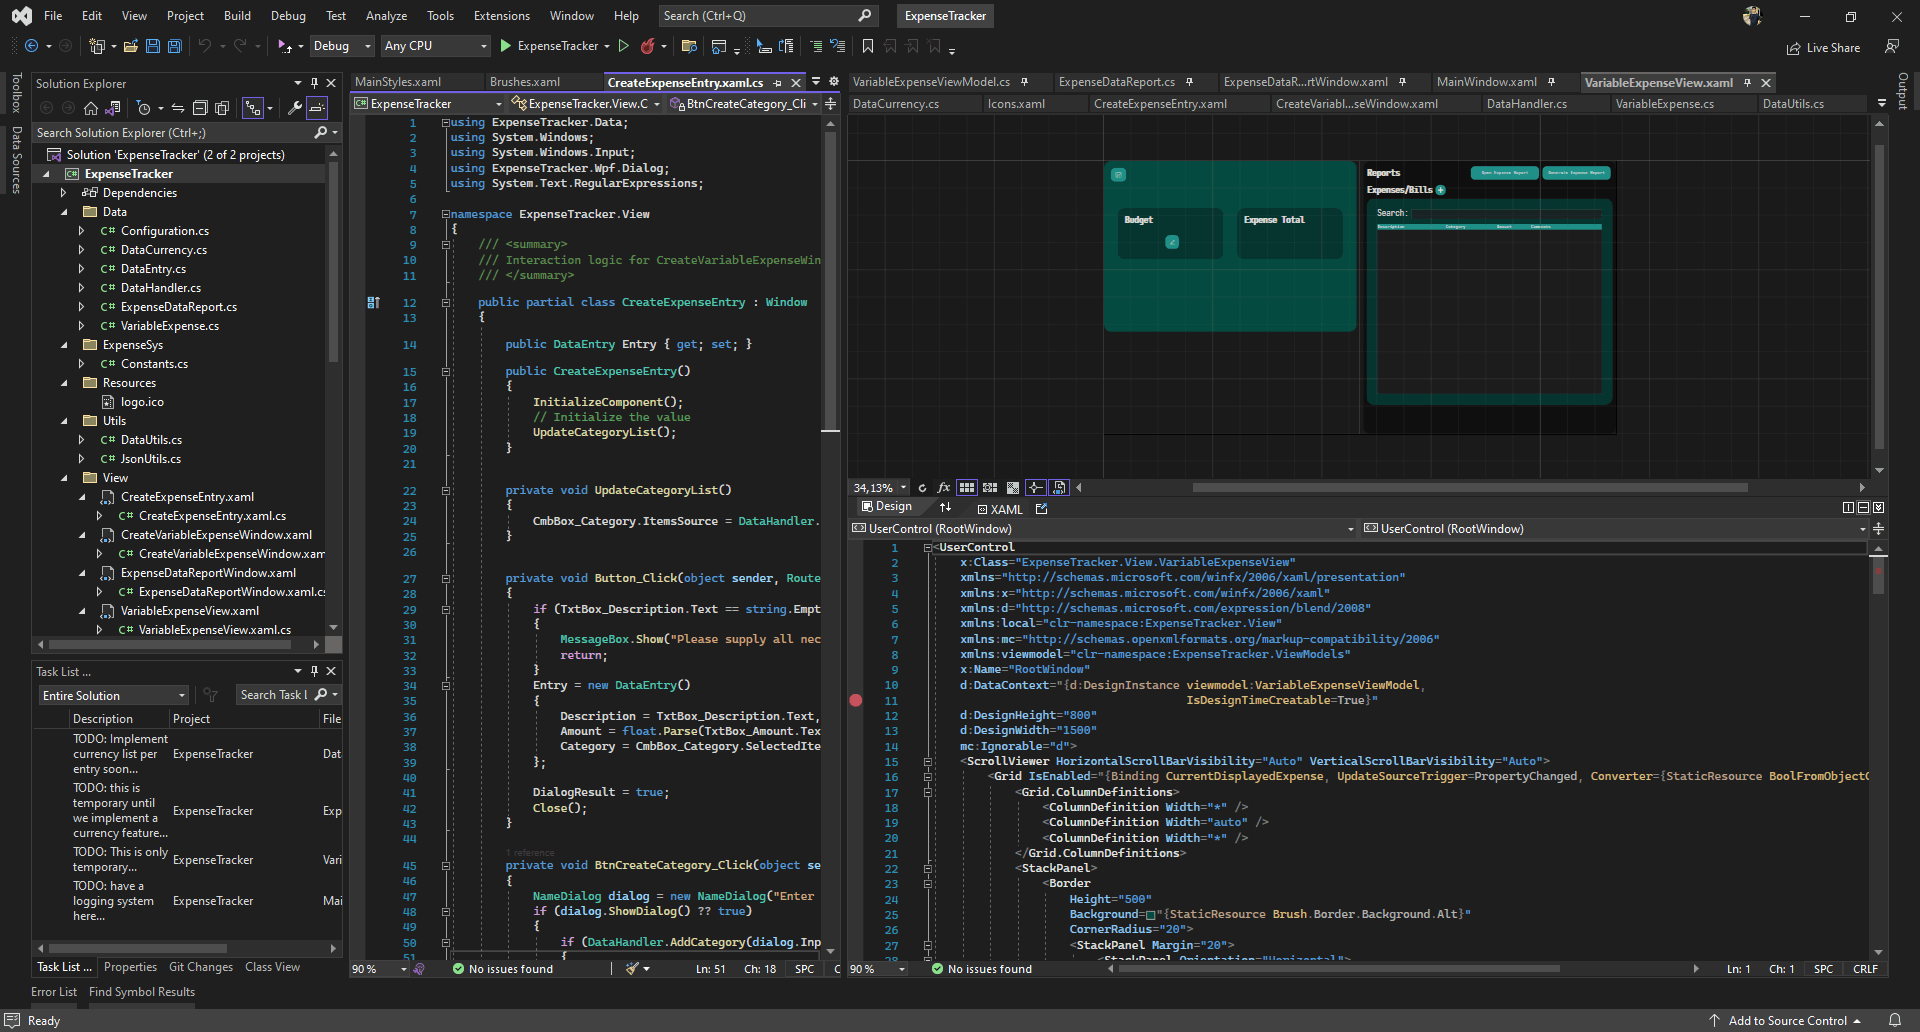 File Edit View Project Build Debug Test Analyze Tools Extensions Window Help Search (Ctrl+Q) ExpenseTracker
Debug Any CPU ExpenseTracker Live Share
Toolbox
Data Sources
Solution Explorer
Search Solution Explorer (Ctrl+;)
Solution 'ExpenseTracker' (2 of 2 projects)
ExpenseTracker
Dependencies
Data
C# Configuration.cs
C# DataCurrency.cs
C# DataEntry.cs
C# DataHandler.cs
C# ExpenseDataReport.cs
C# VariableExpense.cs
ExpenseSys
C# Constants.cs
Resources
logo.ico
Utils
C# DataUtils.cs
C# JsonUtils.cs
View
CreateExpenseEntry.xaml
C# CreateExpenseEntry.xaml.cs
CreateVariableExpenseWindow.xaml
C# CreateVariableExpenseWindow.xam
ExpenseDataReportWindow.xaml
C# ExpenseDataReportWindow.xaml.cs
VariableExpenseView.xaml
C# VariableExpenseView.xaml.cs
Task List ...
Entire Solution Search Task L
Description Project File
TODO: Implement
currency list per ExpenseTracker Dat
entry soon...
TODO: this is
temporary until ExpenseTracker Exp
we implement a
currency feature...
TODO: This is only ExpenseTracker Vari
temporary...
TODO: have a
logging system ExpenseTracker Mai
here...
Task List ... Properties Git Changes Class View
Error List Find Symbol Results
Ready
MainStyles.xaml Brushes.xaml CreateExpenseEntry.xaml.cs
ExpenseTracker ExpenseTracker.View.C BtnCreateCategory_Cli
1 using ExpenseTracker.Data;
2 using System.Windows;
3 using System.Windows.Input;
4 using ExpenseTracker.Wpf.Dialog;
5 using System.Text.RegularExpressions;
6
7 namespace ExpenseTracker.View
8 {
9 /// <summary>
10 /// Interaction logic for CreateVariableExpenseWin
11 /// </summary>
12 public partial class CreateExpenseEntry : Window
13 {
14 public DataEntry Entry { get; set; }
15 public CreateExpenseEntry()
16 {
17 InitializeComponent();
18 // Initialize the value
19 UpdateCategoryList();
20 }
21
22 private void UpdateCategoryList()
23 {
24 CmbBox_Category.ItemsSource = DataHandler.
25 }
26
27 private void Button_Click(object sender, Route
28 {
29 if (TxtBox_Description.Text == string.Empt
30 {
31 MessageBox.Show("Please supply all nec
32 return;
33 }
34 Entry = new DataEntry()
35 {
36 Description = TxtBox_Description.Text,
37 Amount = float.Parse(TxtBox_Amount.Tex
38 Category = CmbBox_Category.SelectedIte
39 };
40
41 DialogResult = true;
42 Close();
43 }
44
1 reference
45 private void BtnCreateCategory_Click(object se
46 {
47 NameDialog dialog = new NameDialog("Enter
48 if (dialog.ShowDialog() ?? true)
49 {
50 if (DataHandler.AddCategory(dialog.Inp
51 {
90 % No issues found Ln: 51 Ch: 18 SPC C
VariableExpenseViewModel.cs ExpenseDataReport.cs ExpenseDataR...rtWindow.xaml MainWindow.xaml VariableExpenseView.xaml
DataCurrency.cs Icons.xaml CreateExpenseEntry.xaml CreateVariabl...seWindow.xaml DataHandler.cs VariableExpense.cs DataUtils.cs
Output
Budget
Expense Total
Reports Open Expense Report Generate Expense Report
Expenses/Bills
Search:
Description Category Amount Comments
34,13% fx
Design XAML
UserControl (RootWindow) UserControl (RootWindow)
1 <UserControl
2 x:Class="ExpenseTracker.View.VariableExpenseView"
3 xmlns="http://schemas.microsoft.com/winfx/2006/xaml/presentation"
4 xmlns:x="http://schemas.microsoft.com/winfx/2006/xaml"
5 xmlns:d="http://schemas.microsoft.com/expression/blend/2008"
6 xmlns:local="clr-namespace:ExpenseTracker.View"
7 xmlns:mc="http://schemas.openxmlformats.org/markup-compatibility/2006"
8 xmlns:viewmodel="clr-namespace:ExpenseTracker.ViewModels"
9 x:Name="RootWindow"
10 d:DataContext="{d:DesignInstance viewmodel:VariableExpenseViewModel,
11 IsDesignTimeCreatable=True}"
12 d:DesignHeight="800"
13 d:DesignWidth="1500"
14 mc:Ignorable="d">
15 <ScrollViewer HorizontalScrollBarVisibility="Auto" VerticalScrollBarVisibility="Auto">
16 <Grid IsEnabled="{Binding CurrentDisplayedExpense, UpdateSourceTrigger=PropertyChanged, Converter={StaticResource BoolFromObjectC
17 <Grid.ColumnDefinitions>
18 <ColumnDefinition Width="*" />
19 <ColumnDefinition Width="auto" />
20 <ColumnDefinition Width="*" />
21 </Grid.ColumnDefinitions>
22 <StackPanel>
23 <Border
24 Height="500"
25 Background="{StaticResource Brush.Border.Background.Alt}"
26 CornerRadius="20">
27 <StackPanel Margin="20">
28 <StackPanel Orientation="Horizontal">
90 % No issues found Ln: 1 Ch: 1 SPC CRLF
Add to Source Control